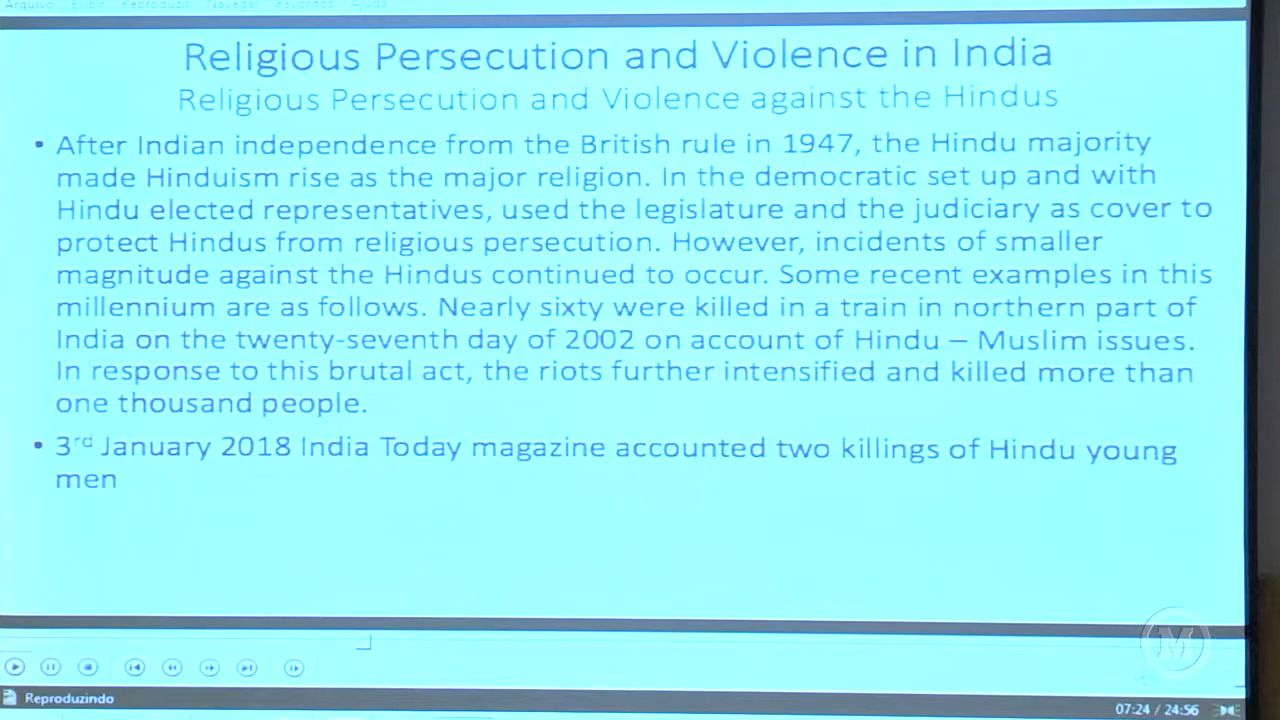 Arquivo Exibir Reproduzir Navegar Favoritos Ajuda
Religious Persecution and Violence in India
Religious Persecution and Violence against the Hindus
• After Indian independence from the British rule in 1947, the Hindu majority
made Hinduism rise as the major religion. In the democratic set up and with
Hindu elected representatives, used the legislature and the judiciary as cover to
protect Hindus from religious persecution. However, incidents of smaller
magnitude against the Hindus continued to occur. Some recent examples in this
millennium are as follows. Nearly sixty were killed in a train in northern part of
India on the twenty-seventh day of 2002 on account of Hindu – Muslim issues.
In response to this brutal act, the riots further intensified and killed more than
one thousand people.
• 3rd January 2018 India Today magazine accounted two killings of Hindu young
men
M
Reproduzindo
07:24 / 24:56